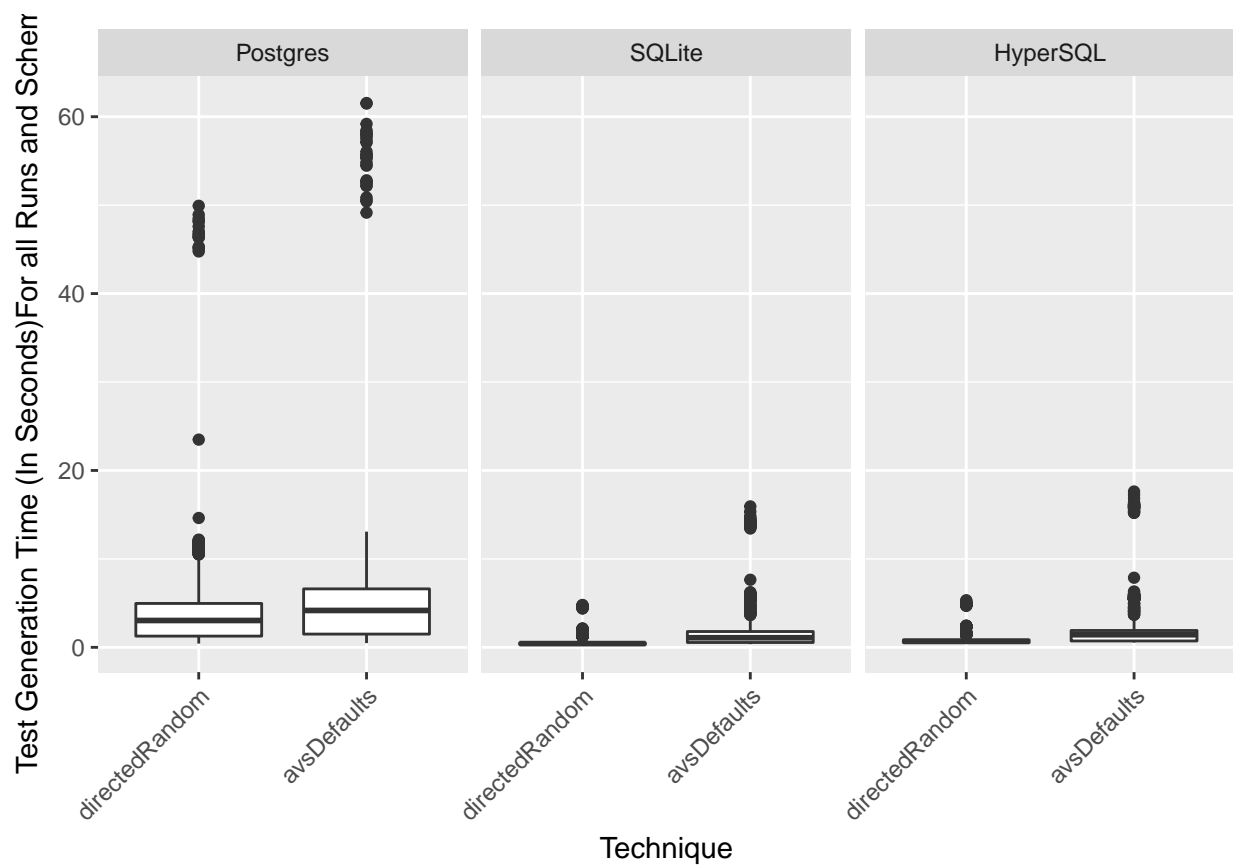 Test Generation Time (In Seconds)For all Runs and
Postgres
SQLite
HyperSQL
60
40
20
0
directedRandom
avsDefaults
directedRandom
avsDefaults
directedRandom
avsDefaults
Technique